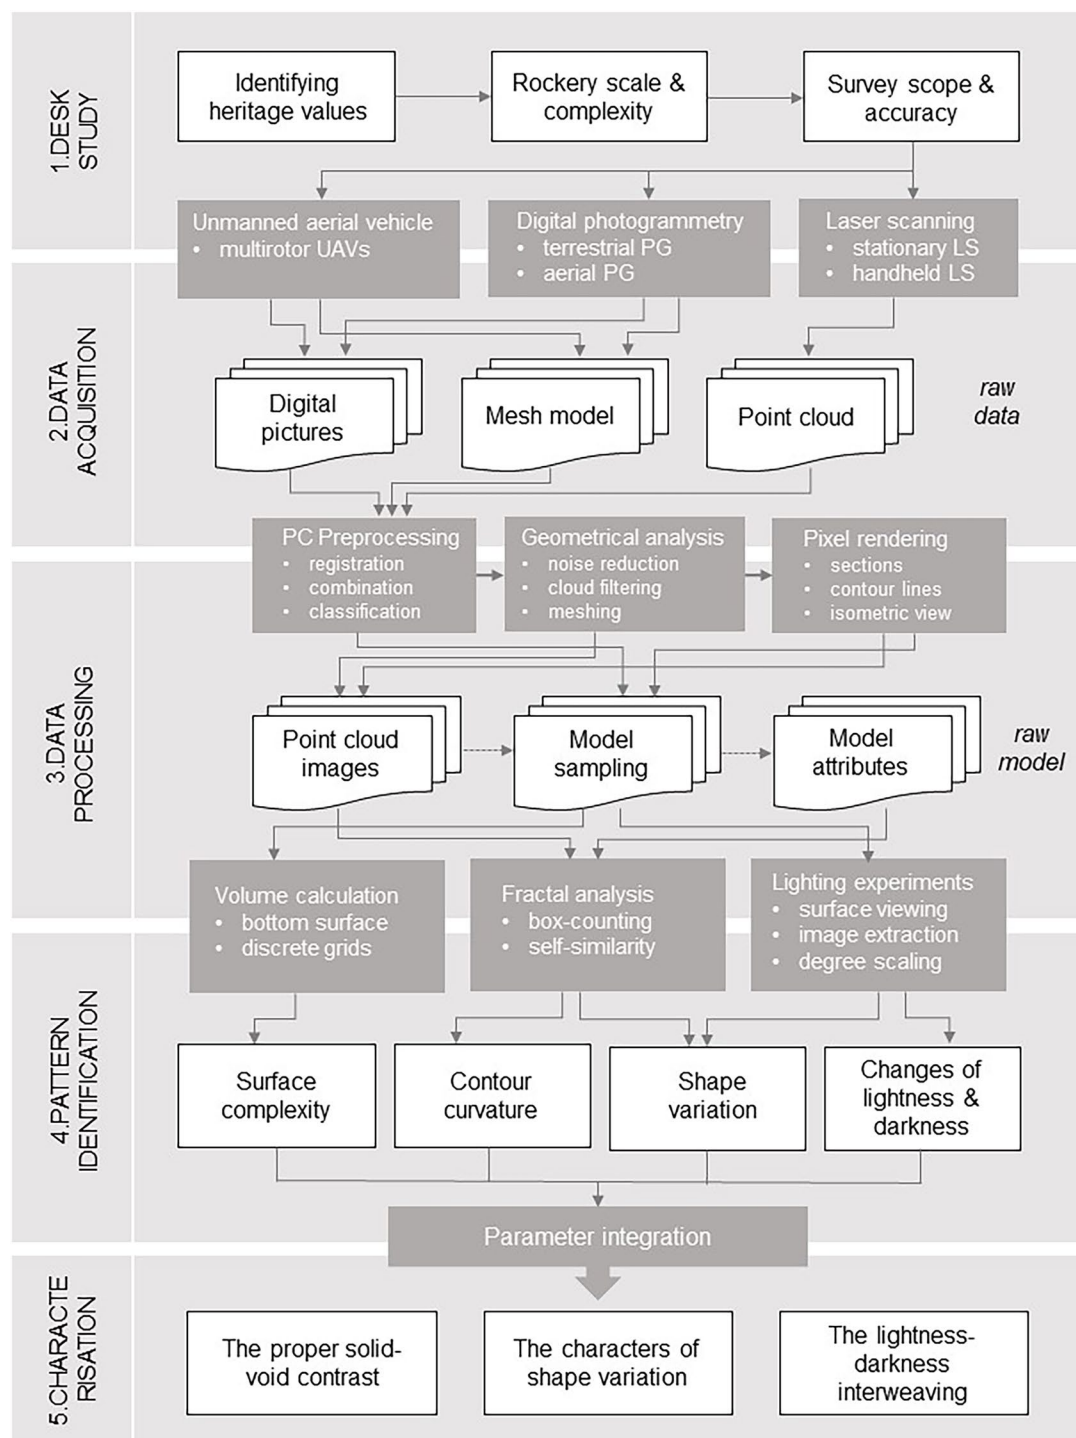 1.DESK
STUDY
Identifying
heritage values
Rockery scale &
complexity
Survey scope &
accuracy
Unmanned aerial vehicle
• multirotor UAVs
Digital photogrammetry
• terrestrial PG
• aerial PG
Laser scanning
• stationary LS
• handheld LS
2.DATA
ACQUISITION
Digital
pictures
Mesh model
Point cloud
raw
data
PC Preprocessing
• registration
• combination
• classification
Geometrical analysis
• noise reduction
• cloud filtering
• meshing
Pixel rendering
• sections
• contour lines
• isometric view
3.DATA
PROCESSING
Point cloud
images
Model
sampling
Model
attributes
raw
model
Volume calculation
• bottom surface
• discrete grids
Fractal analysis
• box-counting
• self-similarity
Lighting experiments
• surface viewing
• image extraction
• degree scaling
4.PATTERN
IDENTIFICATION
Surface
complexity
Contour
curvature
Shape
variation
Changes of
lightness &
darkness
Parameter integration
5.CHARACTE
RISATION
The proper solid-
void contrast
The characters of
shape variation
The lightness-
darkness
interweaving